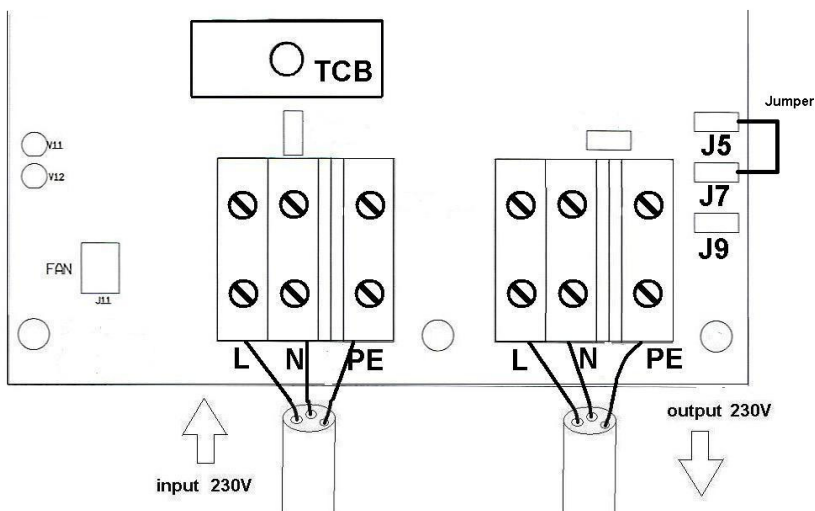 TCB
Jumper
V11
J5
V12
J7
J9
FAN
J11
L N PE
L N PE
output 230V
input 230V